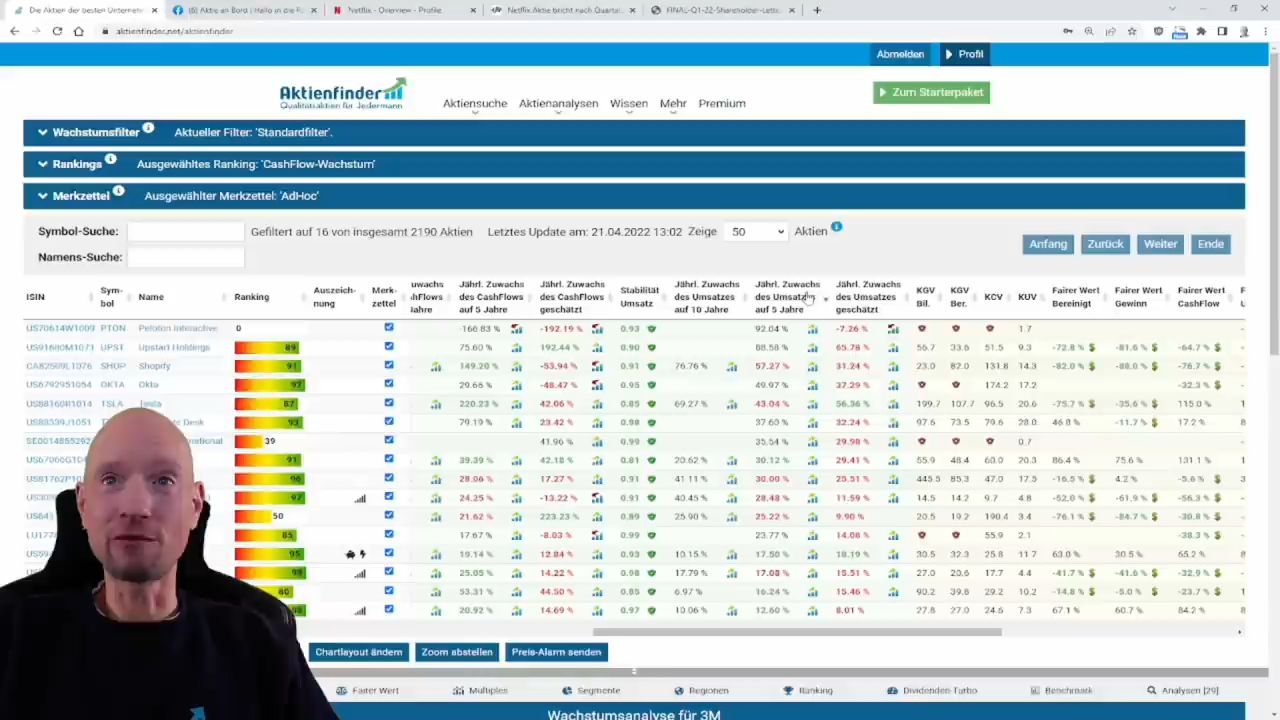 Die Aktien der besten Unterneh
(6) Aktie an Bord | Hallo in die R
Netflix - Overview - Profile
Netflix Aktie bricht nach Quartal
FINAL-Q1-22-Shareholder-Lette
aktienfinder.net/aktienfinder
Abmelden Profil
Aktienfinder
Qualitätsaktien für Jedermann
Aktiensuche Aktienanalysen Wissen Mehr Premium
Zum Starterpaket
Wachstumsfilter Aktueller Filter: 'Standardfilter'.
Rankings Ausgewähltes Ranking: 'CashFlow-Wachstum'
Merkzettel Ausgewählter Merkzettel: 'AdHoc'
Symbol-Suche: Gefiltert auf 16 von insgesamt 2190 Aktien Letztes Update am: 21.04.2022 13:02 Zeige 50 Aktien
Namens-Suche:
Anfang Zurück Weiter Ende
uwachs Jährl. Zuwachs Jährl. Zuwachs Jährl. Zuwachs Jährl. Zuwachs Jährl. Zuwachs
ISIN Sym- Name Ranking Auszeich- Merk- shFlows des CashFlows des CashFlows Stabilität des Umsatzes des Umsatz des Umsatzes KGV KGV KCV KUV Fairer Wert Fairer Wert Fairer Wert
bol nung zettel Jahre auf 5 Jahre geschätzt Umsatz auf 10 Jahre auf 5 Jahre geschätzt Bil. Ber. Bereinigt Gewinn CashFlow
US70614W1009 PTON Peloton Interactive 0 -166.83 % -192.19 % 0.93 92.04 % -7.26 % 1.7
US91680M1071 UPST Upstart Holdings 89 75.60 % 192.44 % 0.90 88.58 % 65.78 % 56.7 33.6 51.5 9.3 -72.8 % -81.6 % -64.7 %
CA82509L1076 SHOP Shopify 91 149.20 % -53.94 % 0.91 76.76 % 57.27 % 31.24 % 23.0 82.0 131.8 14.3 -82.0 % -88.0 % -76.7 %
US6792951054 OKTA Okta 97 29.66 % -48.47 % 0.95 49.97 % 37.29 % 174.2 17.2 -32.3 %
US88160R1014 TSLA Tesla 87 220.23 % 42.06 % 0.85 69.27 % 43.04 % 56.36 % 199.7 107.7 96.5 20.6 -75.7 % -35.6 % 115.0 %
US88339J1051 Desk 93 79.19 % 23.42 % 0.98 37.60 % 32.24 % 97.6 73.5 79.6 28.0 46.8 % -11.7 % 17.2 %
39 41.96 % 0.99 35.54 % 29.98 % 0.7
US67066G10 91 39.39 % 42.18 % 0.81 20.62 % 30.12 % 29.41 % 55.9 48.4 60.0 20.3 86.4 % 75.6 % 131.1 %
US81762P10 96 28.06 % 17.27 % 0.91 41.11 % 30.00 % 25.51 % 445.5 85.3 47.0 17.5 -16.5 % 4.2 % -5.6 %
97 24.25 % -13.22 % 0.91 40.45 % 28.48 % 11.59 % 14.5 14.2 9.7 4.8 -52.0 % -61.9 % -56.3 %
50 21.62 % 223.23 % 0.89 25.90 % 25.22 % 9.90 % 20.5 19.2 190.4 3.4 -76.1 % -84.7 % -30.8 %
85 17.67 % -8.03 % 0.99 23.77 % 14.08 % 55.9 2.1 -38.3 %
95 19.14 % 12.84 % 0.93 10.15 % 17.50 % 18.19 % 30.5 32.3 25.8 11.7 63.0 % 30.5 % 65.2 %
25.05 % 14.22 % 0.98 17.79 % 17.08 % 15.51 % 27.0 20.6 17.7 4.4 -41.7 % -41.6 % -32.9 %
53.31 % 44.50 % 0.85 6.97 % 16.24 % 15.46 % 90.2 39.8 29.2 10.2 -14.8 % -5.0 % -23.7 %
20.92 % 14.69 % 0.97 10.06 % 12.60 % 8.01 % 27.8 27.0 24.6 7.3 67.1 % 60.7 % 84.2 %
Chartlayout ändern Zoom abstellen Preis-Alarm senden
Fairer Wert Multiples Segmente Regionen Ranking Dividenden-Turbo Benchmark Analysen [29]
Wachstumsanalyse für 3M